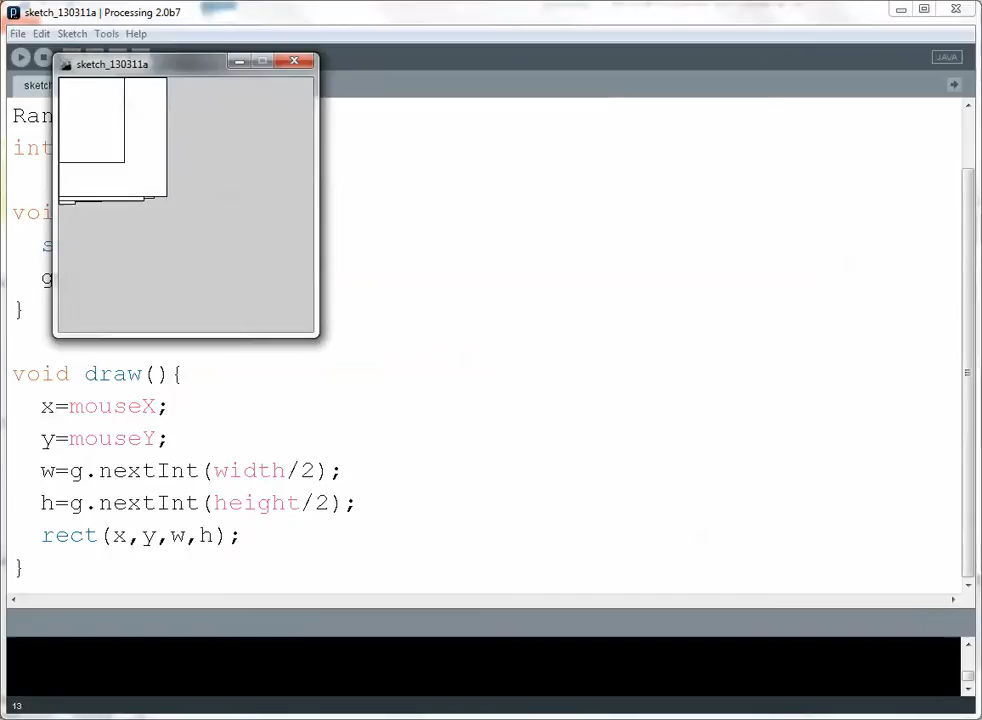 sketch_130311a | Processing 2.0b7
File Edit Sketch Tools Help
sketch_130311a
JAVA
sketc
Ran
int
voi
s
g
}
void draw(){
x=mouseX;
y=mouseY;
w=g.nextInt(width/2);
h=g.nextInt(height/2);
rect(x,y,w,h);
}
13